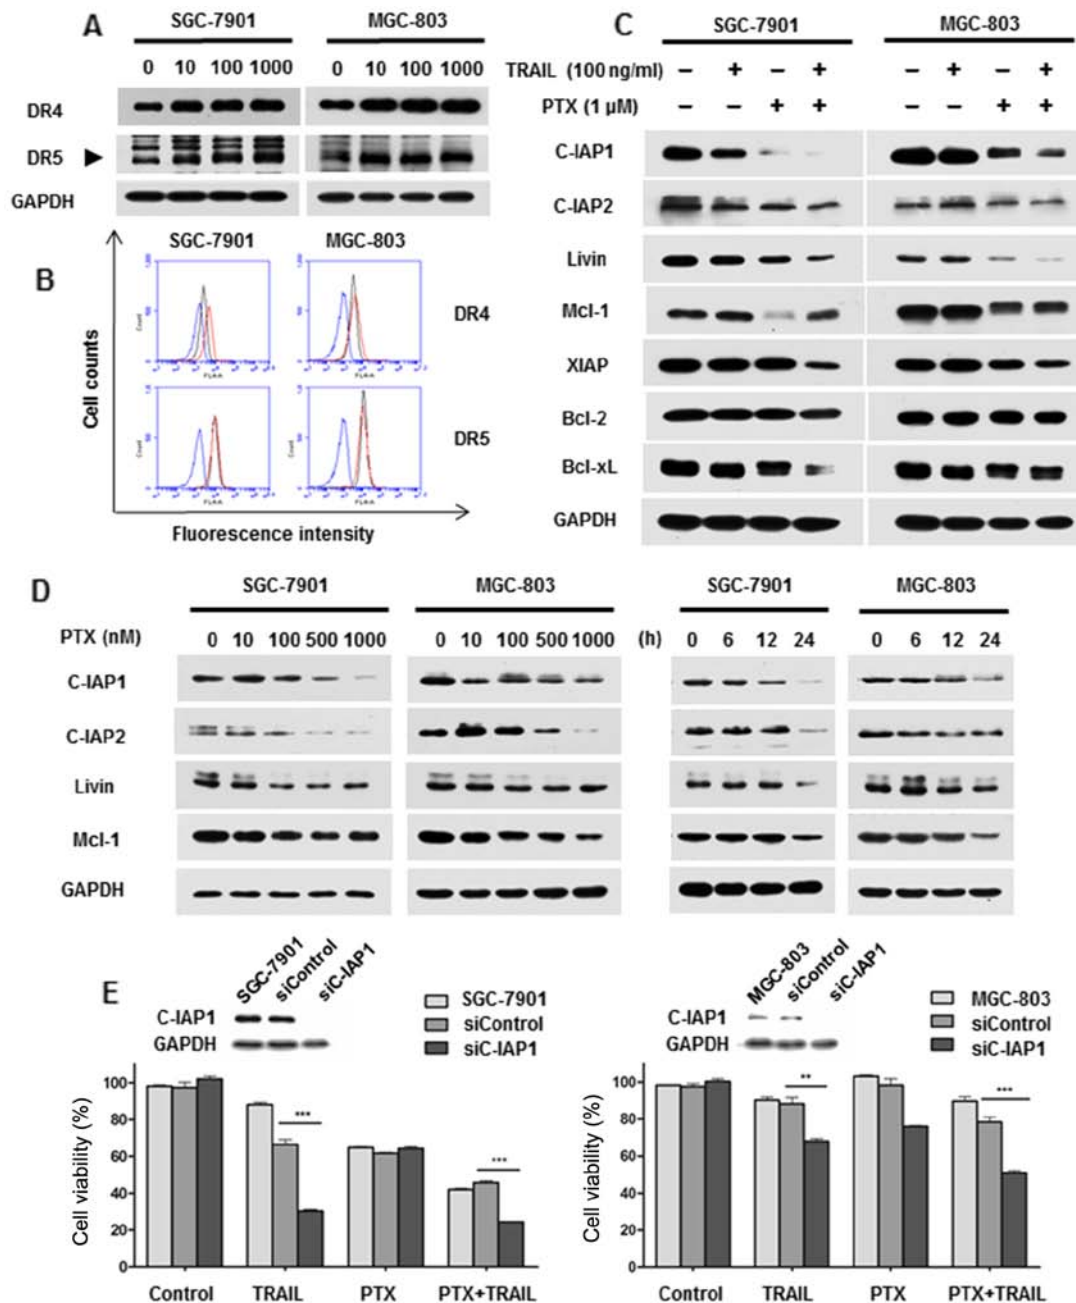 A
SGC-7901 MGC-803
0 10 100 1000 0 10 100 1000
DR4
DR5
GAPDH
B
SGC-7901 MGC-803
DR4
DR5
Count
FL4-A
Cell counts
Fluorescence intensity
C
SGC-7901 MGC-803
TRAIL (100 ng/ml) – + – + – + – +
PTX (1 μM) – – + + – – + +
C-IAP1
C-IAP2
Livin
Mcl-1
XIAP
Bcl-2
Bcl-xL
GAPDH
D
SGC-7901 MGC-803 SGC-7901 MGC-803
PTX (nM) 0 10 100 500 1000 0 10 100 500 1000 (h) 0 6 12 24 0 6 12 24
C-IAP1
C-IAP2
Livin
Mcl-1
GAPDH
E
SGC-7901 siControl siC-IAP1
C-IAP1
GAPDH
SGC-7901
siControl
siC-IAP1
Cell viability (%)
100
80
60
40
20
0
***
***
Control TRAIL PTX PTX+TRAIL
MGC-803 siControl siC-IAP1
C-IAP1
GAPDH
MGC-803
siControl
siC-IAP1
Cell viability (%)
100
80
60
40
20
0
**
***
Control TRAIL PTX PTX+TRAIL